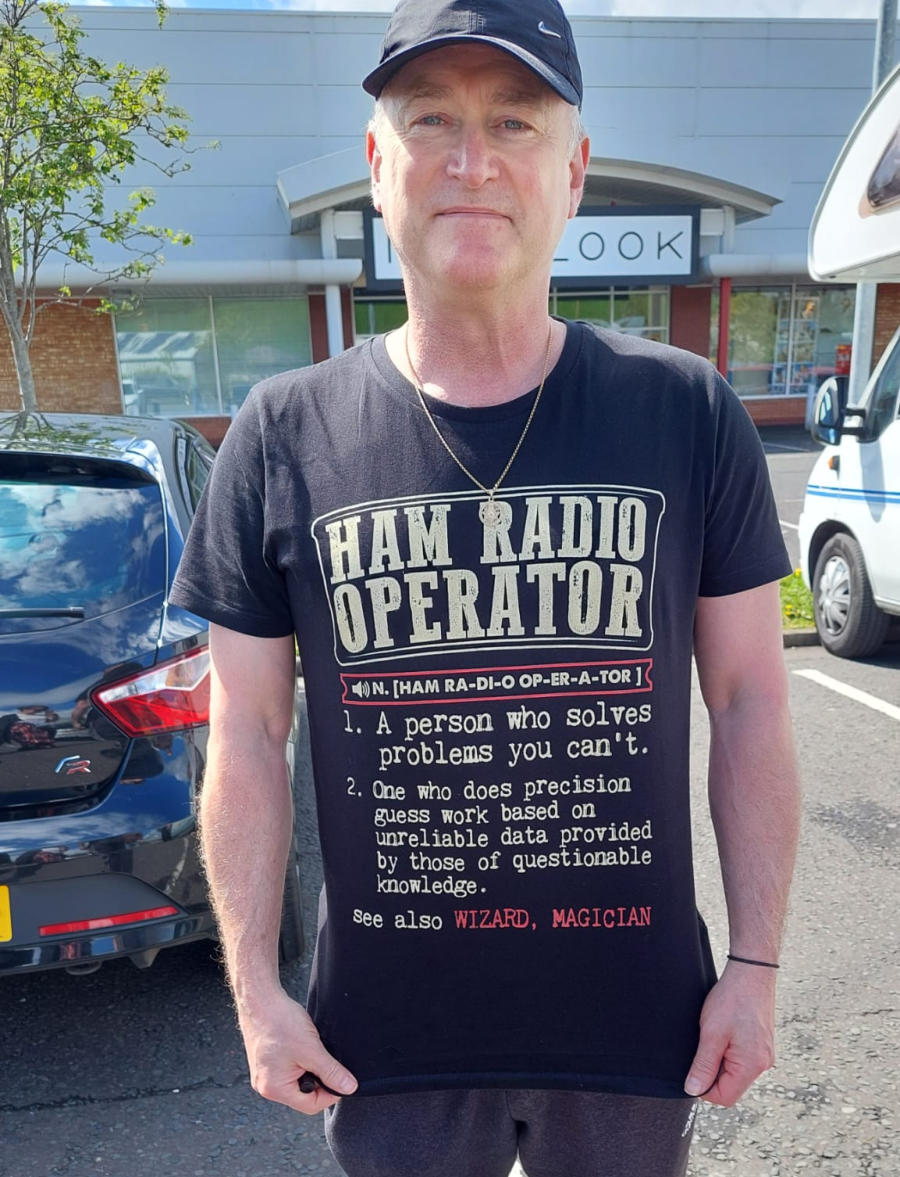 LOOK
HAM RADIO
OPERATOR
N. [HAM RA-DI-O OP-ER-A-TOR ]
1. A person who solves
problems you can't.
2. One who does precision
guess work based on
unreliable data provided
by those of questionable
knowledge.
see also WIZARD, MAGICIAN
FR